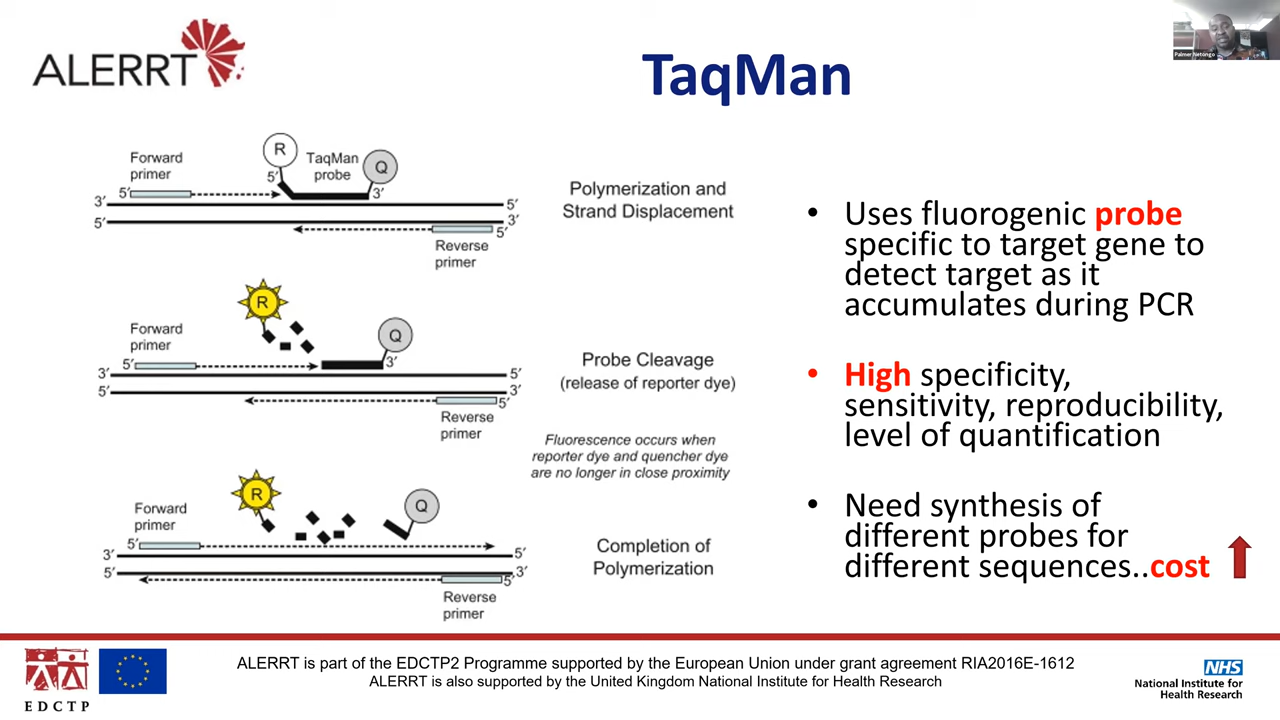 ALERRT
TaqMan
Palmer Netongo
Forward
primer
5′
3′
5′
R
5′
TaqMan
probe
Q
3′
5′
3′
5′
Reverse
primer
Polymerization and
Strand Displacement
R
Forward
primer
5′
3′
5′
Q
3′
5′
3′
5′
Reverse
primer
Probe Cleavage
(release of reporter dye)
Fluorescence occurs when
reporter dye and quencher dye
are no longer in close proximity
R
Forward
primer
5′
3′
5′
Q
5′
3′
5′
Reverse
primer
Completion of
Polymerization
• Uses fluorogenic probe
specific to target gene to
detect target as it
accumulates during PCR
• High specificity,
sensitivity, reproducibility,
level of quantification
• Need synthesis of
different probes for
different sequences..cost
EDCTP
ALERRT is part of the EDCTP2 Programme supported by the European Union under grant agreement RIA2016E-1612
ALERRT is also supported by the United Kingdom National Institute for Health Research
NHS
National Institute for
Health Research